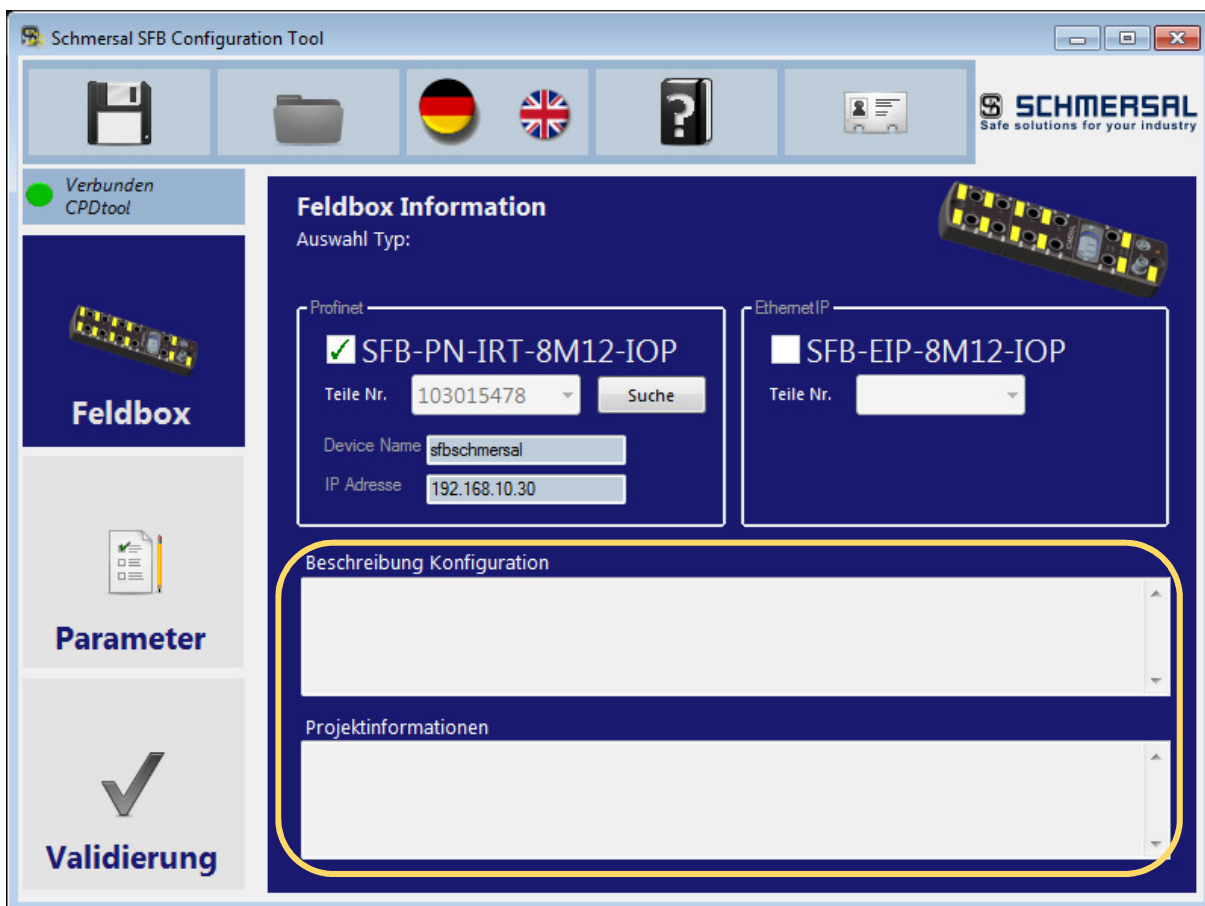 Schmersal SFB Configuration Tool
SCHMERSAL
Safe solutions for your industry
Verbunden
CPDtool
Feldbox
Parameter
Validierung
Feldbox Information
Auswahl Typ:
Profinet
SFB-PN-IRT-8M12-IOP
Teile Nr. 103015478 Suche
Device Name sfbschmersal
IP Adresse 192.168.10.30
EthernetIP
SFB-EIP-8M12-IOP
Teile Nr.
Beschreibung Konfiguration
Projektinformationen